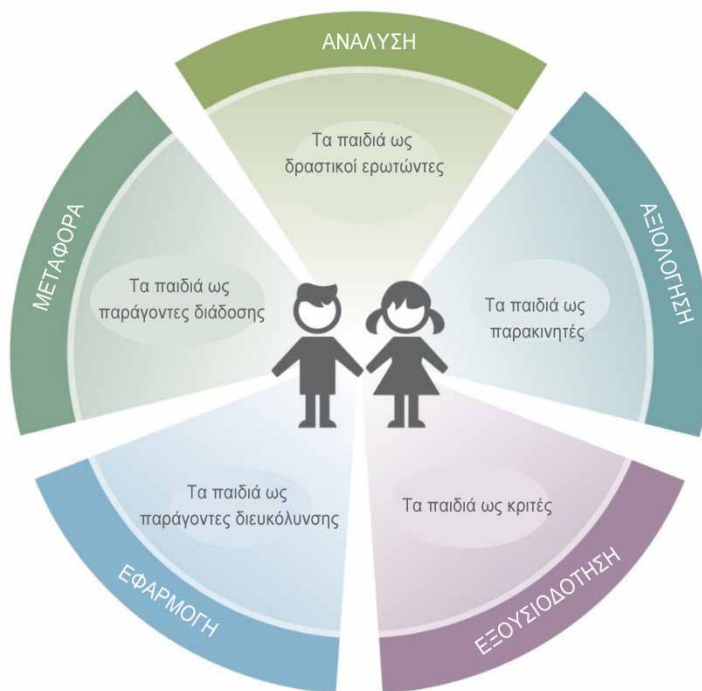 ΑΝΑΛΥΣΗ
Τα παιδιά ως
δραστικοί ερωτώντες
ΑΞΙΟΛΟΓΗΣΗ
Τα παιδιά ως
παρακινητές
ΕΞΟΥΣΙΟΔΟΤΗΣΗ
Τα παιδιά ως κριτές
ΕΦΑΡΜΟΓΗ
Τα παιδιά ως
παράγοντες διευκόλυνσης
ΜΕΤΑΦΟΡΑ
Τα παιδιά ως
παράγοντες διάδοσης